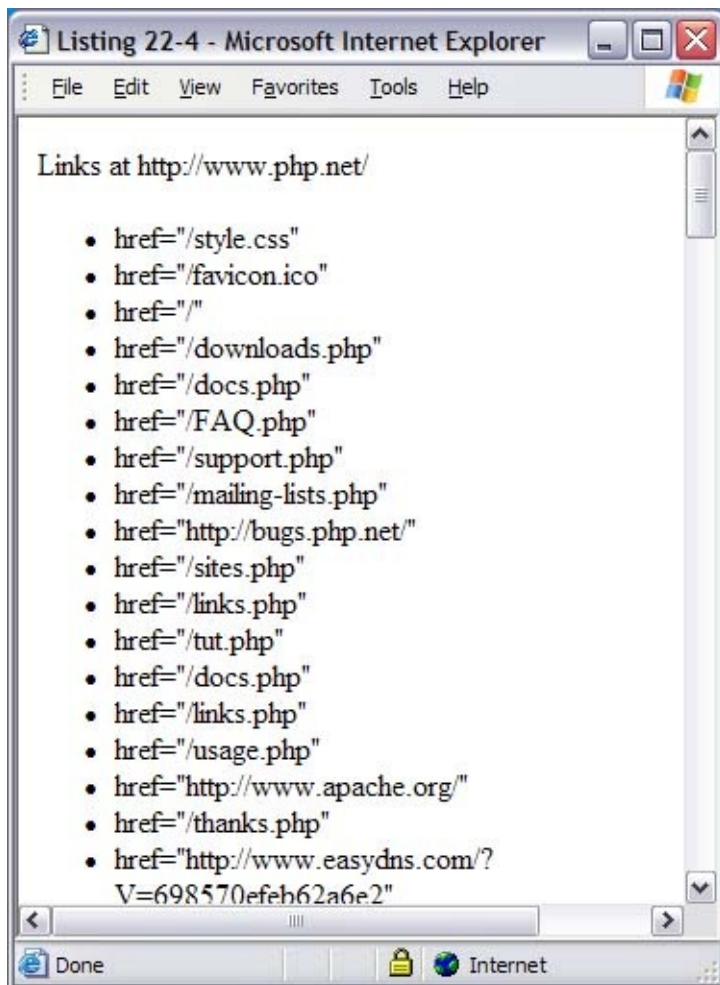 Listing 22-4 - Microsoft Internet Explorer
File Edit View Favorites Tools Help
Links at http://www.php.net/
• href="/style.css"
• href="/favicon.ico"
• href="/"
• href="/downloads.php"
• href="/docs.php"
• href="/FAQ.php"
• href="/support.php"
• href="/mailing-lists.php"
• href="http://bugs.php.net/"
• href="/sites.php"
• href="/links.php"
• href="/tut.php"
• href="/docs.php"
• href="/links.php"
• href="/usage.php"
• href="http://www.apache.org/"
• href="/thanks.php"
• href="http://www.easydns.com/?
V=698570efeb62a6e2"
Done Internet